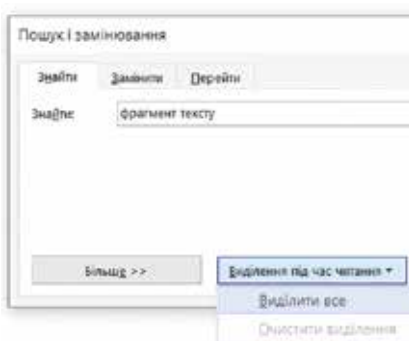 Пошук і замінювання
Знайти Замінити Перейти
Знайти: фрагмент тексту
Більше >> Виділення під час читання
Виділити все
Очистити виділення